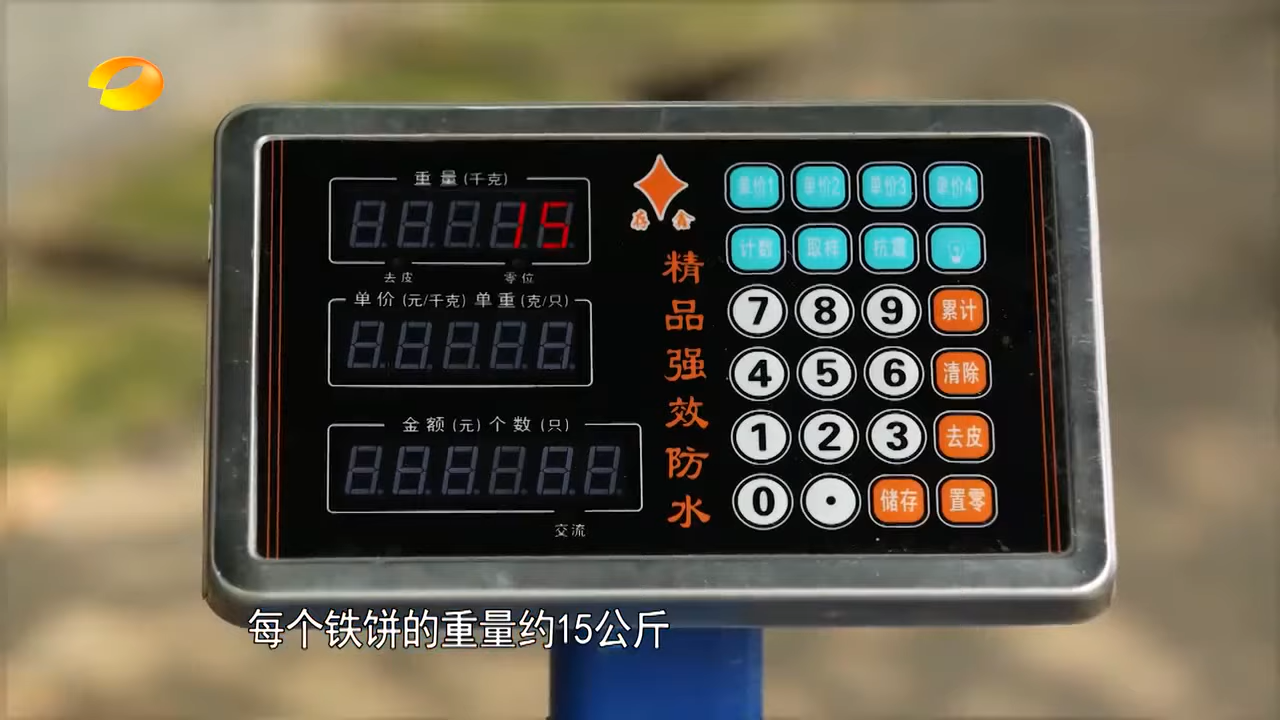 重量(千克)
15
去皮 零位
单价(元/千克) 单重(克/只)
金额(元) 个数(只)
交流
精品强效防水
单价1 单价2 单价3 单价4
计数 取样 抗震
7 8 9 累计
4 5 6 清除
1 2 3 去皮
0 · 储存 置零
每个铁饼的重量约15公斤